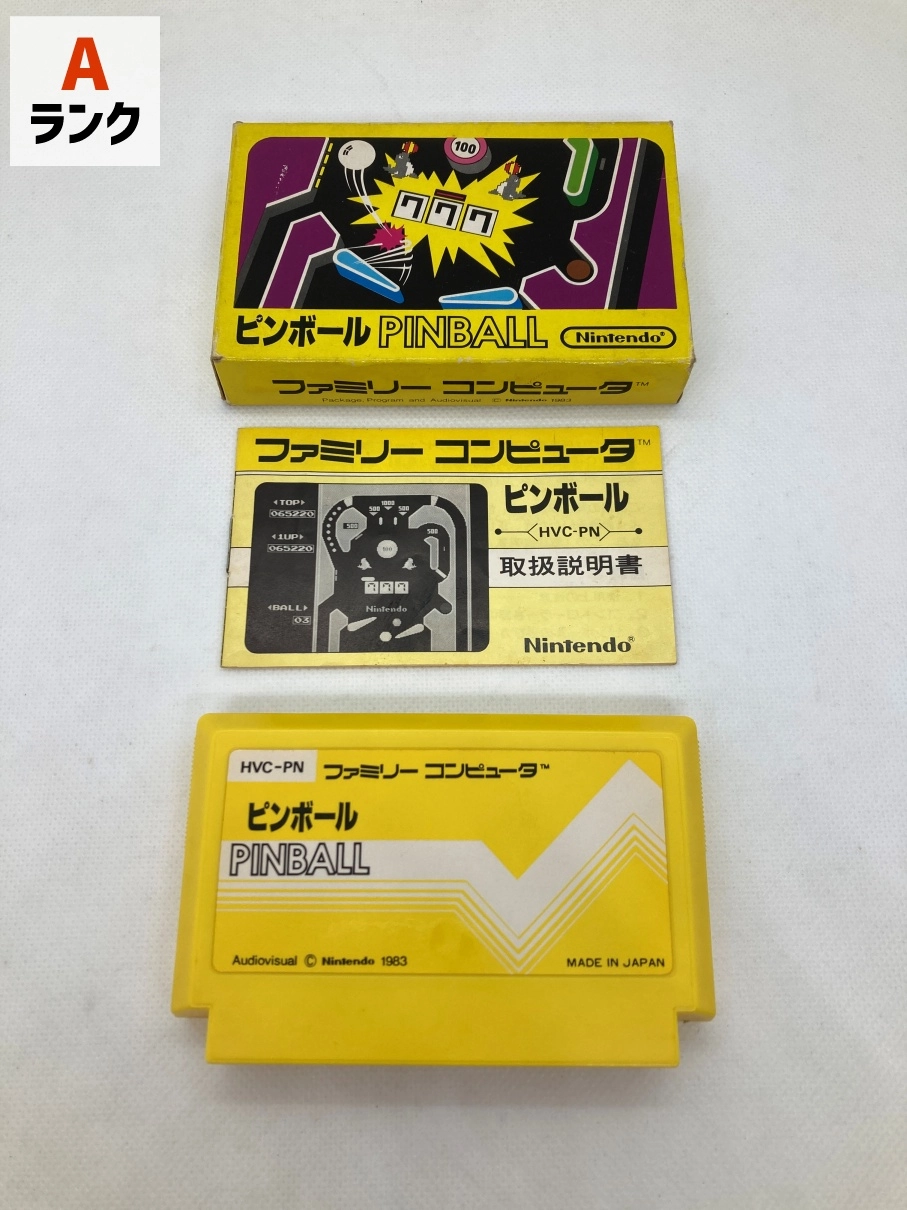 A
ランク
100
777
ピンボール PINBALL Nintendo®
ファミリー コンピュータ™
Package, Program and Audiovisual © Nintendo 1983
ファミリー コンピュータ™
ピンボール
HVC-PN
取扱説明書
Nintendo®
TOP
065220
1UP
065220
BALL
03
1000
500 500
500
500
100
777
Nintendo
HVC-PN ファミリー コンピュータ™
ピンボール
PINBALL
Audiovisual © Nintendo 1983 MADE IN JAPAN